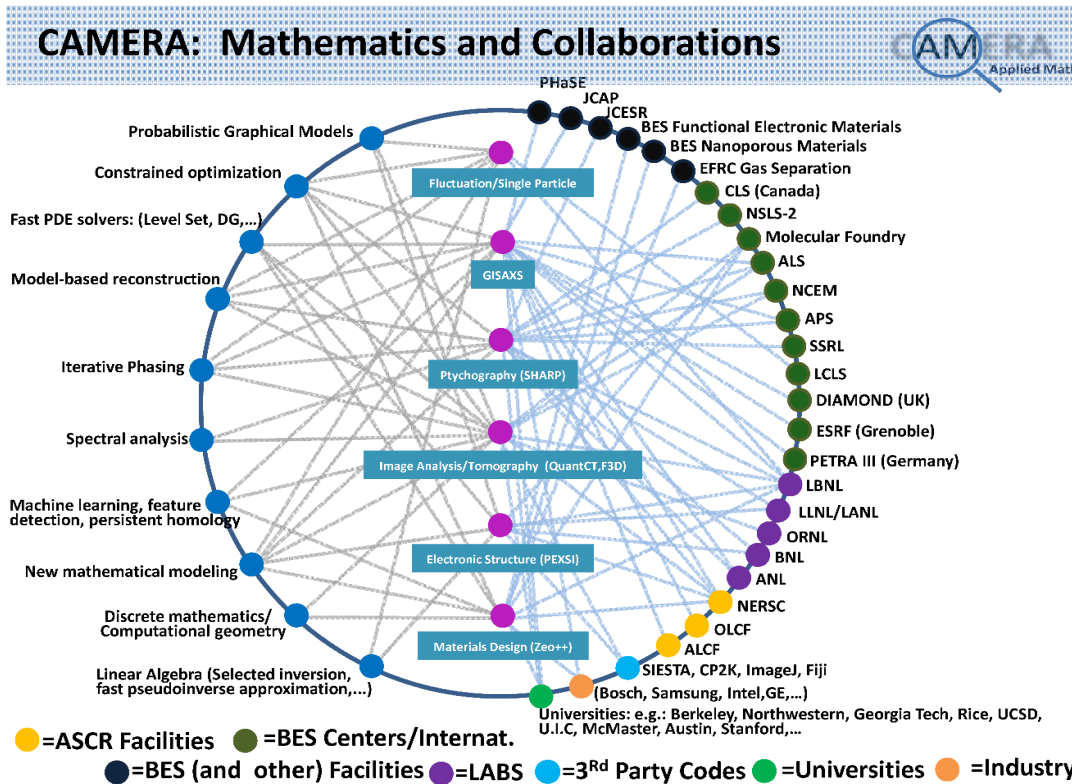 CAMERA: Mathematics and Collaborations
CAMERA
Applied Mat
PHaSE
JCAP
JCESR
BES Functional Electronic Materials
BES Nanoporous Materials
EFRC Gas Separation
CLS (Canada)
NSLS-2
Molecular Foundry
ALS
NCEM
APS
SSRL
LCLS
DIAMOND (UK)
ESRF (Grenoble)
PETRA III (Germany)
LBNL
LLNL/LANL
ORNL
BNL
ANL
NERSC
OLCF
ALCF
SIESTA, CP2K, ImageJ, Fiji
(Bosch, Samsung, Intel,GE,...)
Universities: e.g.: Berkeley, Northwestern, Georgia Tech, Rice, UCSD,
U.I.C, McMaster, Austin, Stanford,...
Probabilistic Graphical Models
Constrained optimization
Fast PDE solvers: (Level Set, DG,...)
Model-based reconstruction
Iterative Phasing
Spectral analysis
Machine learning, feature
detection, persistent homology
New mathematical modeling
Discrete mathematics/
Computational geometry
Linear Algebra (Selected inversion,
fast pseudoinverse approximation,...)
Fluctuation/Single Particle
GISAXS
Ptychography (SHARP)
Image Analysis/Tomography (QuantCT,F3D)
Electronic Structure (PEXSI)
Materials Design (Zeo++)
=ASCR Facilities =BES Centers/Internat.
=BES (and other) Facilities =LABS =3Rd Party Codes =Universities =Industry